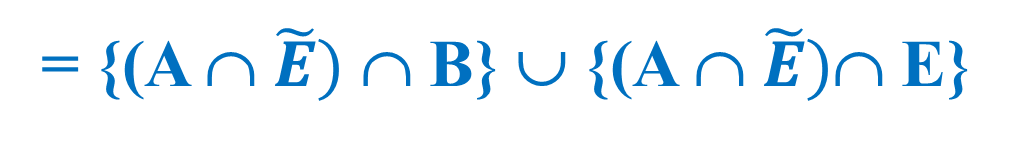 = {(A ∩ Ẽ) ∩ B} ∪ {(A ∩ Ẽ)∩ E}